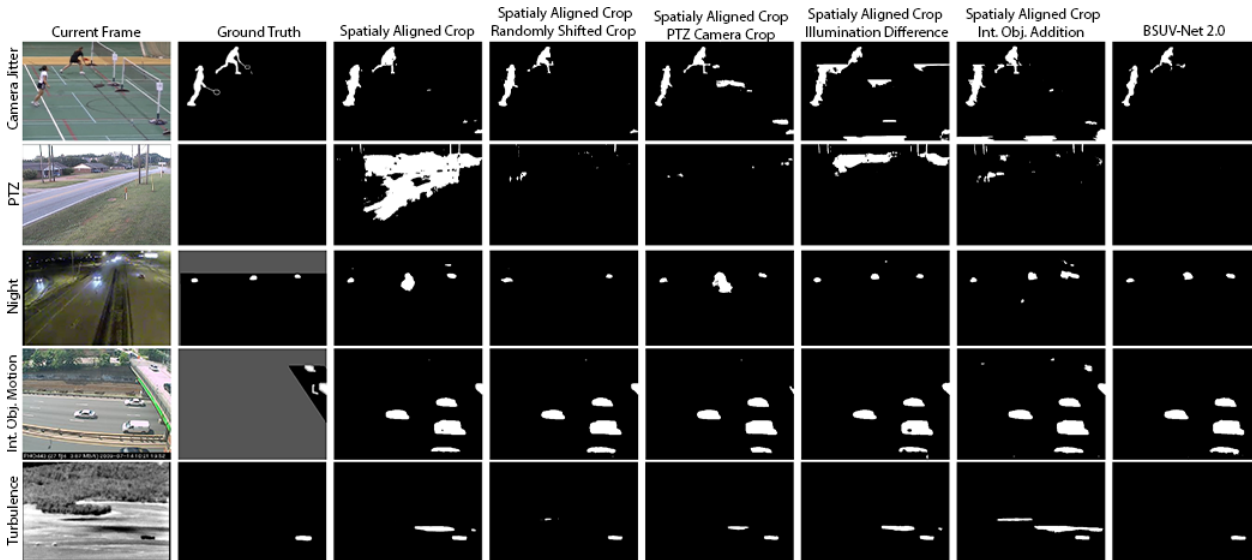 Current Frame
Ground Truth
Spatialy Aligned Crop
Spatialy Aligned Crop
Randomly Shifted Crop
Spatialy Aligned Crop
PTZ Camera Crop
Spatialy Aligned Crop
Illumination Difference
Spatialy Aligned Crop
Int. Obj. Addition
BSUV-Net 2.0
Camera Jitter
PTZ
Night
Int. Obj. Motion
Turbulence